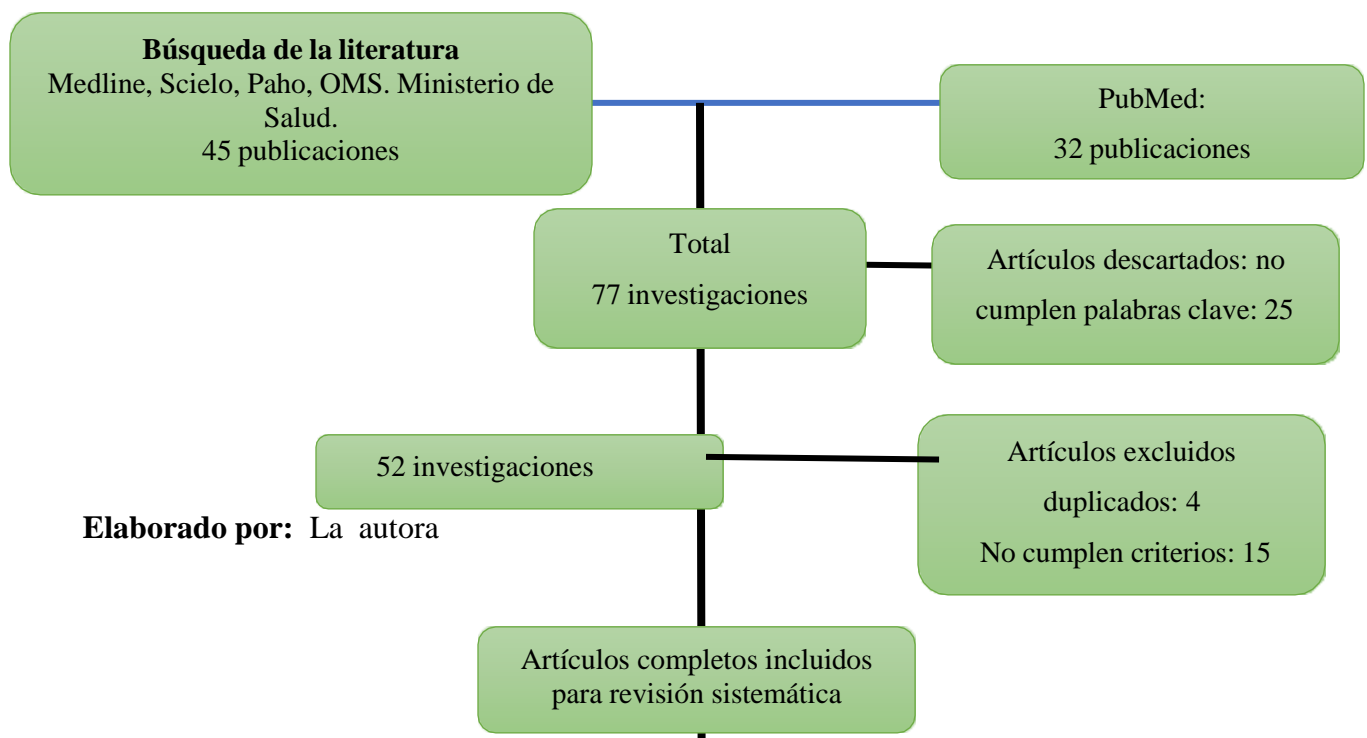 Búsqueda de la literatura
Medline, Scielo, Paho, OMS. Ministerio de
Salud.
45 publicaciones
PubMed:
32 publicaciones
Total
77 investigaciones
Artículos descartados: no
cumplen palabras clave: 25
52 investigaciones
Artículos excluidos
duplicados: 4
No cumplen criterios: 15
Elaborado por: La autora
Artículos completos incluidos
para revisión sistemática